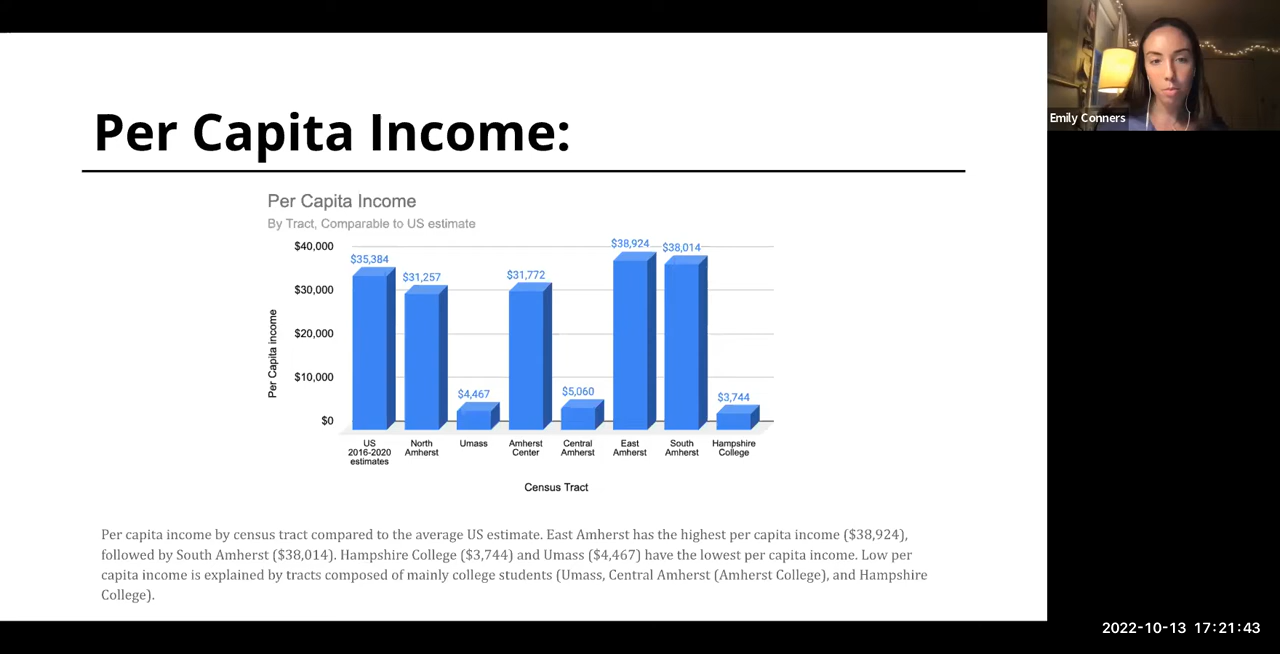 Per Capita Income:
Per Capita Income
By Tract, Comparable to US estimate
Per Capita income
$40,000
$30,000
$20,000
$10,000
$0
$35,384
$31,257
$4,467
$31,772
$5,060
$38,924
$38,014
$3,744
US
2016-2020
estimates
North
Amherst
Umass
Amherst
Center
Central
Amherst
East
Amherst
South
Amherst
Hampshire
College
Census Tract
Per capita income by census tract compared to the average US estimate. East Amherst has the highest per capita income ($38,924),
followed by South Amherst ($38,014). Hampshire College ($3,744) and Umass ($4,467) have the lowest per capita income. Low per
capita income is explained by tracts composed of mainly college students (Umass, Central Amherst (Amherst College), and Hampshire
College).
Emily Conners
2022-10-13 17:21:43